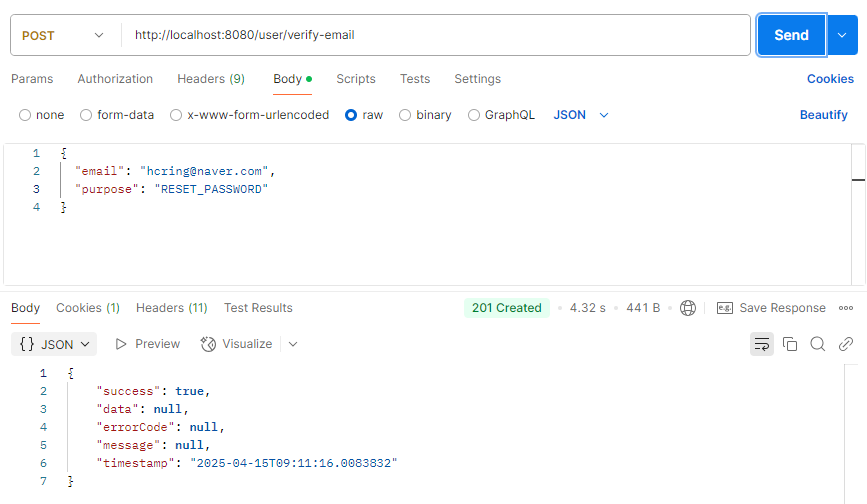 POST http://localhost:8080/user/verify-email Send
Params Authorization Headers (9) Body Scripts Tests Settings Cookies
none form-data x-www-form-urlencoded raw binary GraphQL JSON Beautify
1 {
2 "email": "hcring@naver.com",
3 "purpose": "RESET_PASSWORD"
4 }
Body Cookies (1) Headers (11) Test Results 201 Created 4.32 s 441 B e.g. Save Response
{} JSON Preview Visualize
1 {
2 "success": true,
3 "data": null,
4 "errorCode": null,
5 "message": null,
6 "timestamp": "2025-04-15T09:11:16.0083832"
7 }